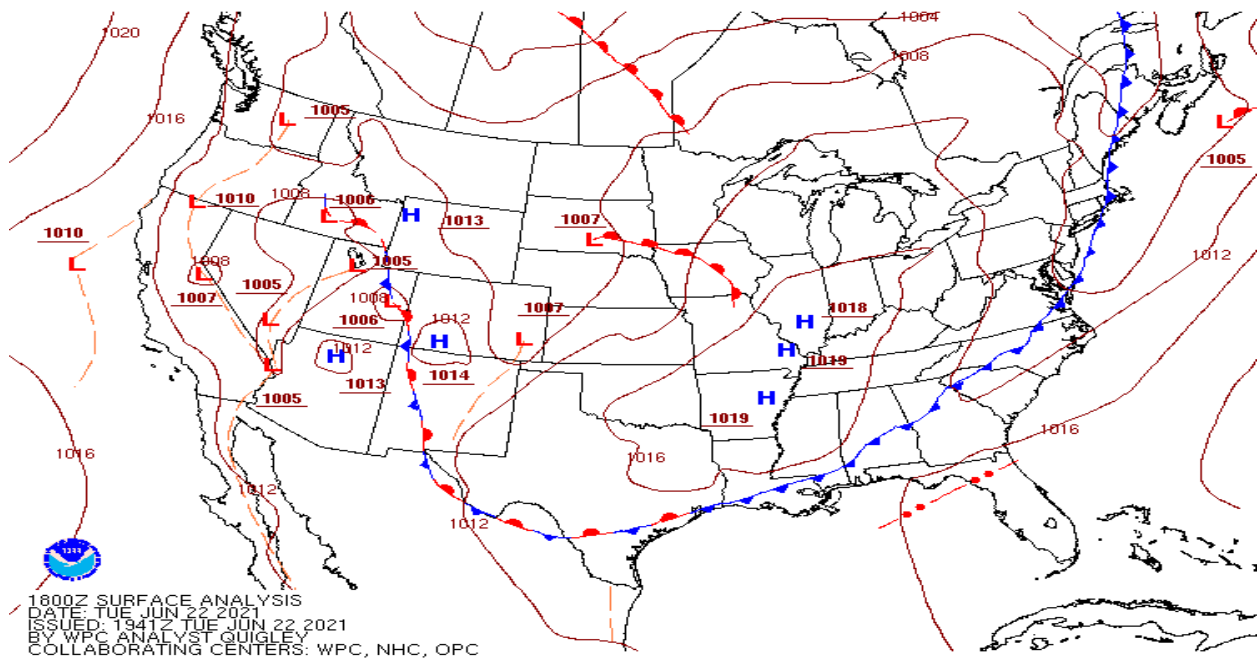 1004
1020
1008
1005
1016
1005
1008
1006
1010
1013
1007
1010
1012
1008
1005
1005
1007
1008
1007
1018
1012
1006
1012
1019
1013
1014
1005
1019
1016
1016
1016
1012
1012
1800Z SURFACE ANALYSIS
DATE: TUE JUN 22 2021
ISSUED: 1941Z TUE JUN 22 2021
BY WPC ANALYST QUIGLEY
COLLABORATING CENTERS: WPC, NHC, OPC
L
L
L
L
L
L
L
L
L
L
L
L
H
H
H
H
H
H